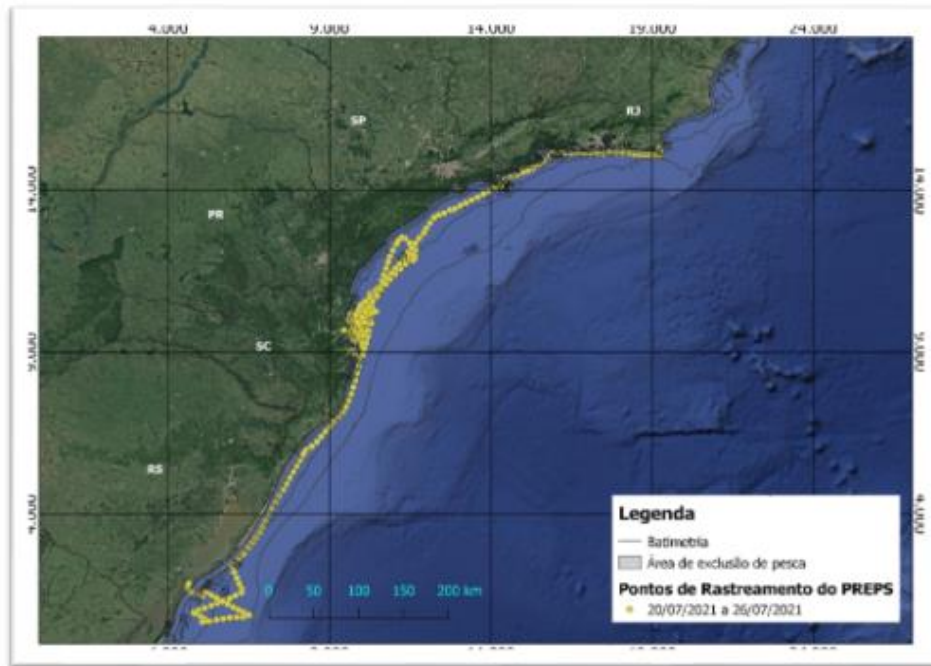 4.000 9.000 14.000 19.000 24.000
RJ
SP
14.000 14.000
PR
SC
9.000 9.000
RS
Legenda
4.000 4.000
Batimetria
Área de exclusão de pesca
Pontos de Rastreamento do PREPS
0 50 100 150 200 km
20/07/2021 a 26/07/2021